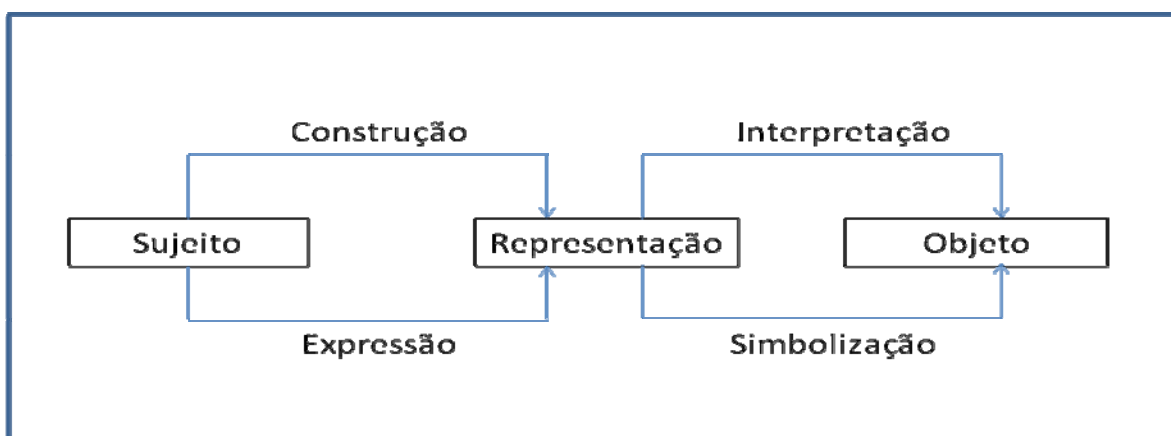 Construção Interpretação
Sujeito Representação Objeto
Expressão Simbolização